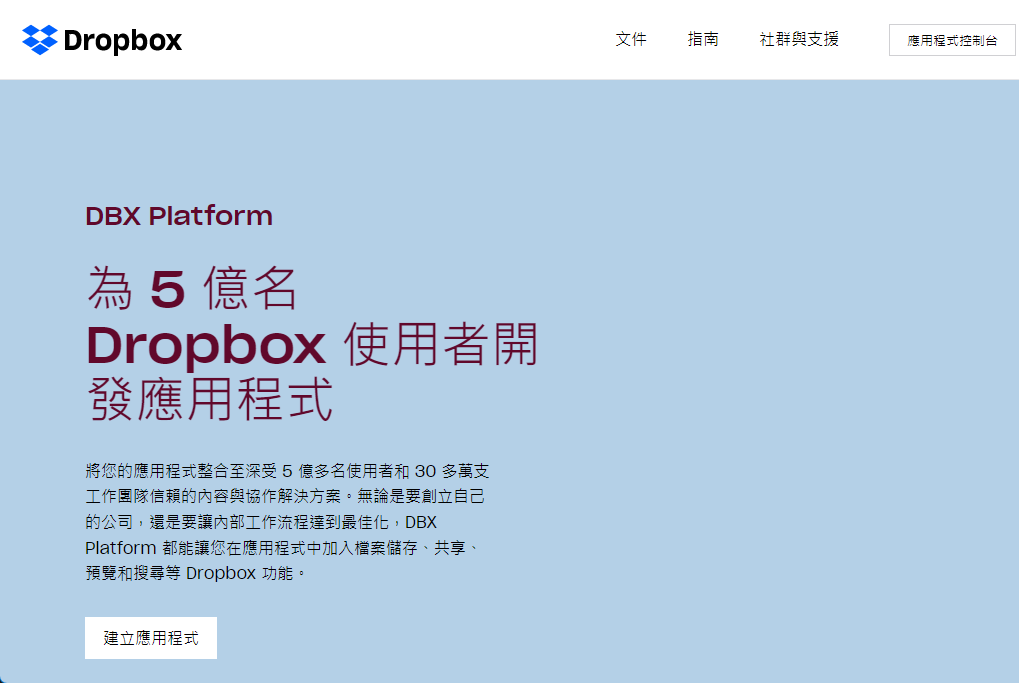 Dropbox
文件
指南
社群與支援
應用程式控制台
DBX Platform
為 5 億名
Dropbox 使用者開
發應用程式
將您的應用程式整合至深受 5 億多名使用者和 30 多萬支
工作團隊信賴的內容與協作解決方案。無論是要創立自己
的公司，還是要讓內部工作流程達到最佳化，DBX
Platform 都能讓您在應用程式中加入檔案儲存、共享、
預覽和搜尋等 Dropbox 功能。
建立應用程式